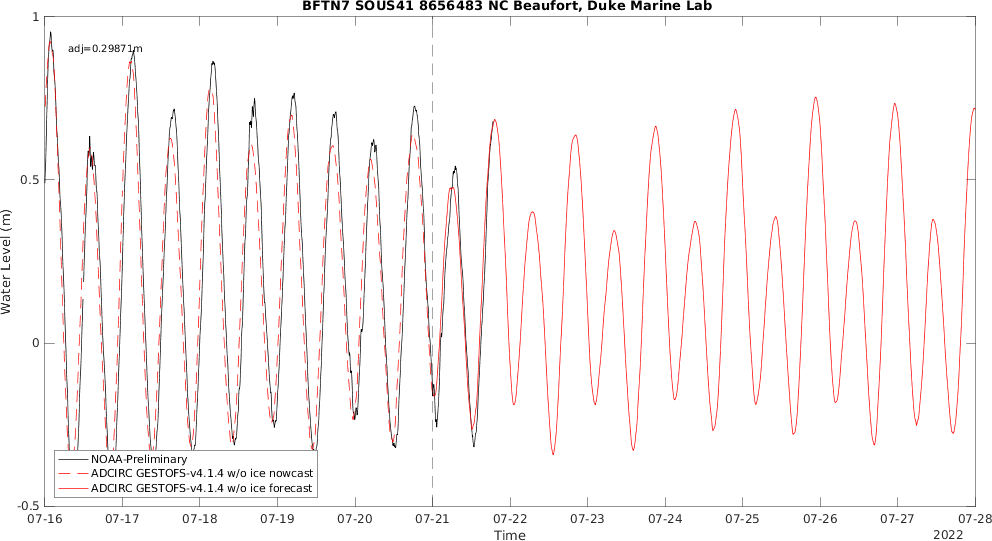 BFTN7 SOUS41 8656483 NC Beaufort, Duke Marine Lab
adj=0.29871m
Water Level (m)
1
0.5
0
-0.5
NOAA-Preliminary
ADCIRC GESTOFS-v4.1.4 w/o ice nowcast
ADCIRC GESTOFS-v4.1.4 w/o ice forecast
07-16 07-17 07-18 07-19 07-20 07-21 07-22 07-23 07-24 07-25 07-26 07-27 07-28
Time
2022